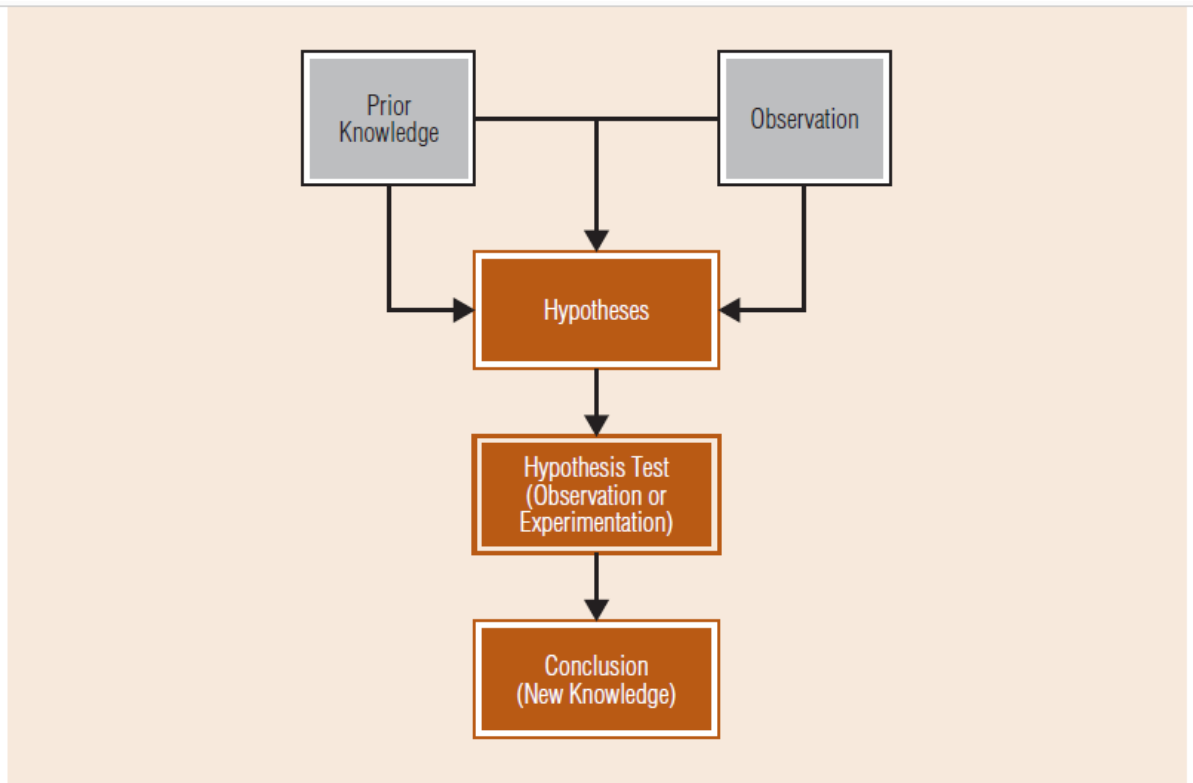 Prior
Knowledge
Observation
Hypotheses
Hypothesis Test
(Observation or
Experimentation)
Conclusion
(New Knowledge)